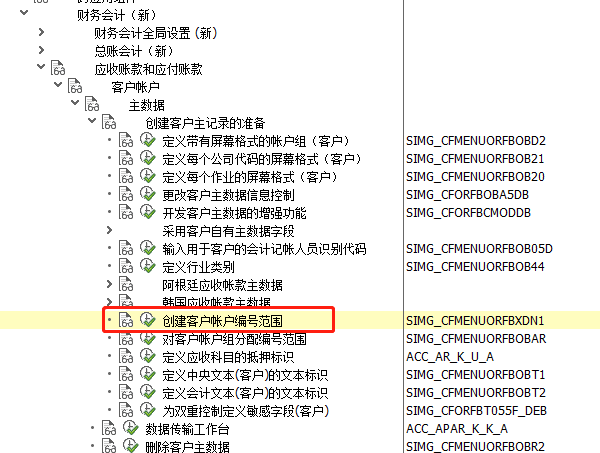 财务会计（新）
财务会计全局设置（新）
总账会计（新）
应收账款和应付账款
客户帐户
主数据
创建客户主记录的准备
定义带有屏幕格式的帐户组（客户） SIMG_CFMENUORFBOBD2
定义每个公司代码的屏幕格式（客户） SIMG_CFMENUORFBOB21
定义每个作业的屏幕格式（客户） SIMG_CFMENUORFBOB20
更改客户主数据信息控制 SIMG_CFORFBOBA5DB
开发客户主数据的增强功能 SIMG_CFORFBCMODDB
采用客户自有主数据字段
输入用于客户的会计记帐人员识别代码 SIMG_CFMENUORFBOB05D
定义行业类别 SIMG_CFMENUORFBOB44
阿根廷应收帐款主数据
韩国应收帐款主数据
创建客户帐户编号范围 SIMG_CFMENUORFBXDN1
对客户帐户组分配编号范围 SIMG_CFMENUORFBOBAR
定义应收科目的抵押标识 ACC_AR_K_U_A
定义中央文本(客户)的文本标识 SIMG_CFMENUORFBOBT1
定义会计文本(客户)的文本标识 SIMG_CFMENUORFBOBT2
为双重控制定义敏感字段(客户) SIMG_CFORFBT055F_DEB
数据传输工作台 ACC_APAR_K_K_A
删除客户主数据 SIMG_CFMENUORFBOBR2